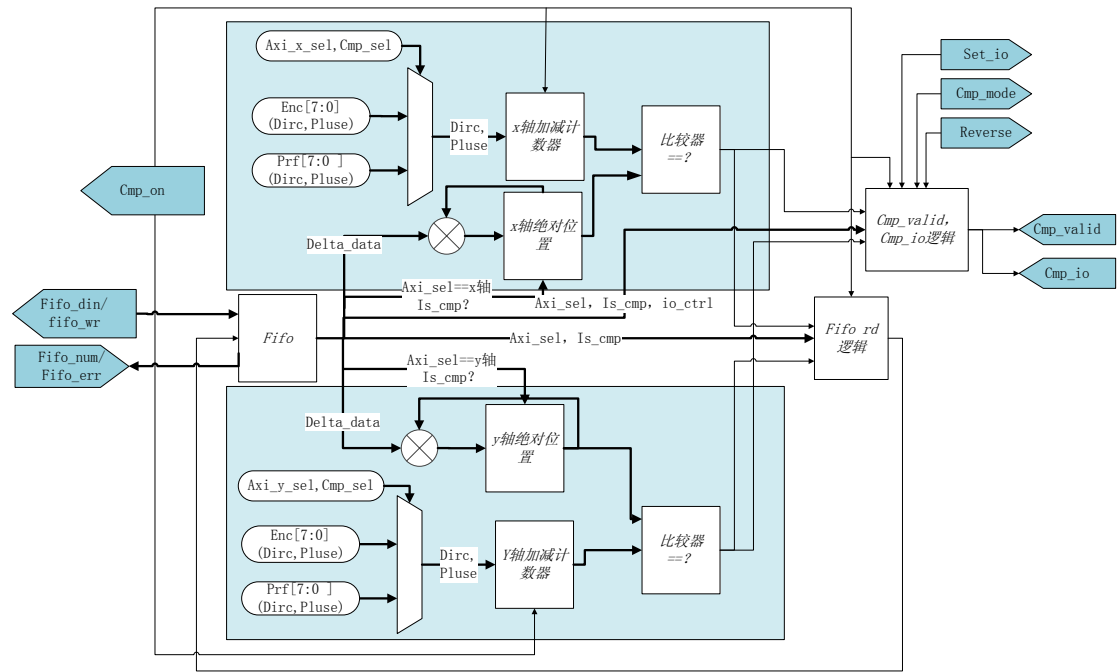 Axi_x_sel,Cmp_sel
Enc[7:0]
(Dirc,Pluse)
Prf[7:0 ]
(Dirc,Pluse)
Dirc,
Pluse
x轴加减计
数器
比较器
==?
Set_io
Cmp_mode
Reverse
Cmp_on
Delta_data
x轴绝对位
置
Cmp_valid,
Cmp_io逻辑
Cmp_valid
Cmp_io
Axi_sel==x轴
Is_cmp?
Axi_sel, Is_cmp, io_ctrl
Fifo_din/
fifo_wr
Fifo
Axi_sel, Is_cmp
Fifo rd
逻辑
Fifo_num/
Fifo_err
Axi_sel==y轴
Is_cmp?
Delta_data
y轴绝对位
置
Axi_y_sel,Cmp_sel
Enc[7:0]
(Dirc,Pluse)
Prf[7:0 ]
(Dirc,Pluse)
Dirc,
Pluse
Y轴加减计
数器
比较器
==?